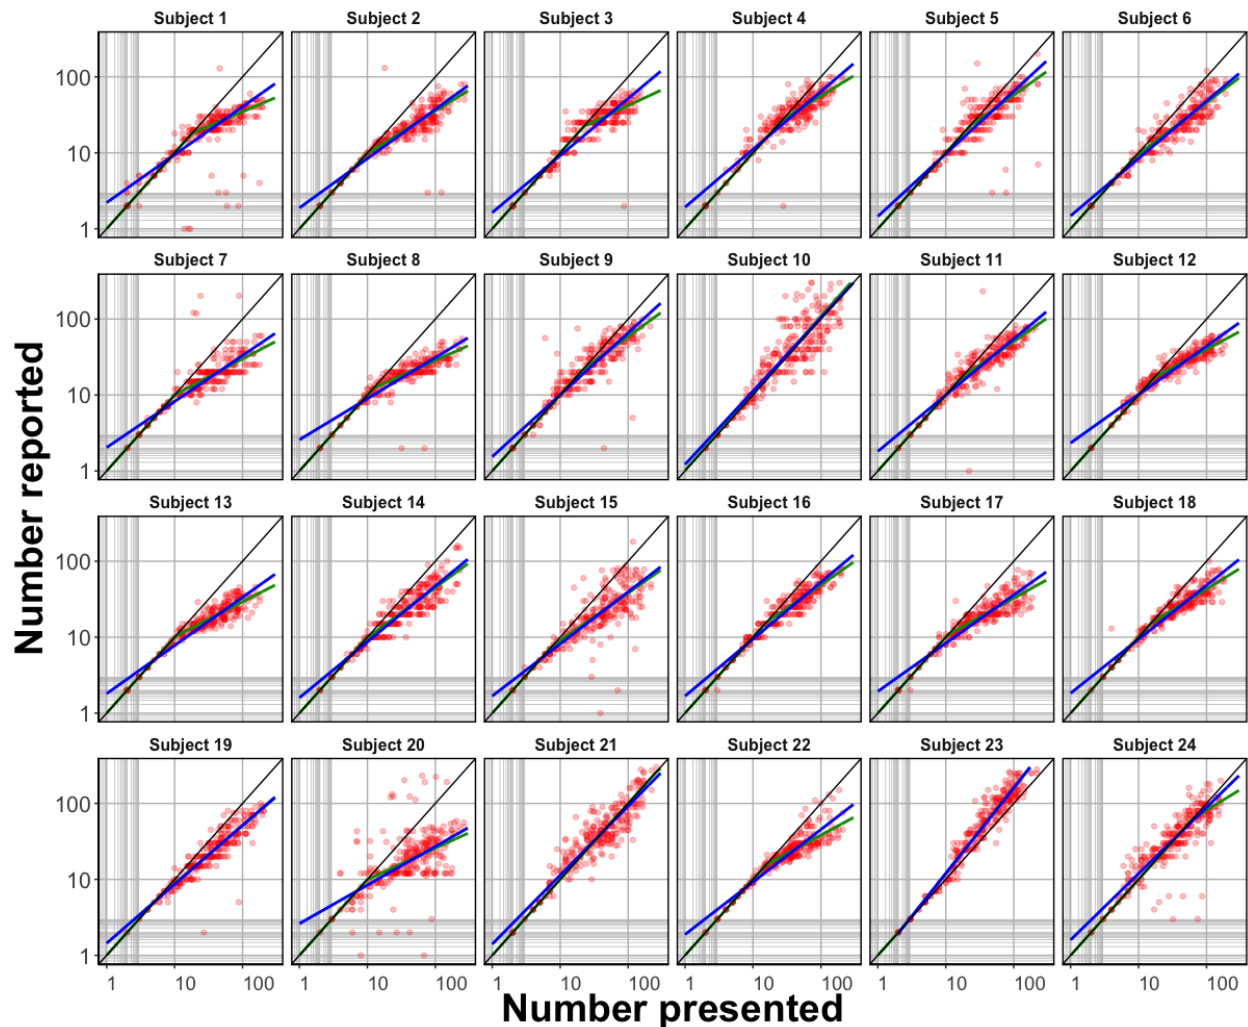 Subject 1 Subject 2 Subject 3 Subject 4 Subject 5 Subject 6
100
10
1
Subject 7 Subject 8 Subject 9 Subject 10 Subject 11 Subject 12
100
10
1
Subject 13 Subject 14 Subject 15 Subject 16 Subject 17 Subject 18
100
10
1
Subject 19 Subject 20 Subject 21 Subject 22 Subject 23 Subject 24
100
10
1
1 10 100 1 10 100 1 10 100 1 10 100 1 10 100 1 10 100
Number presented
Number reported